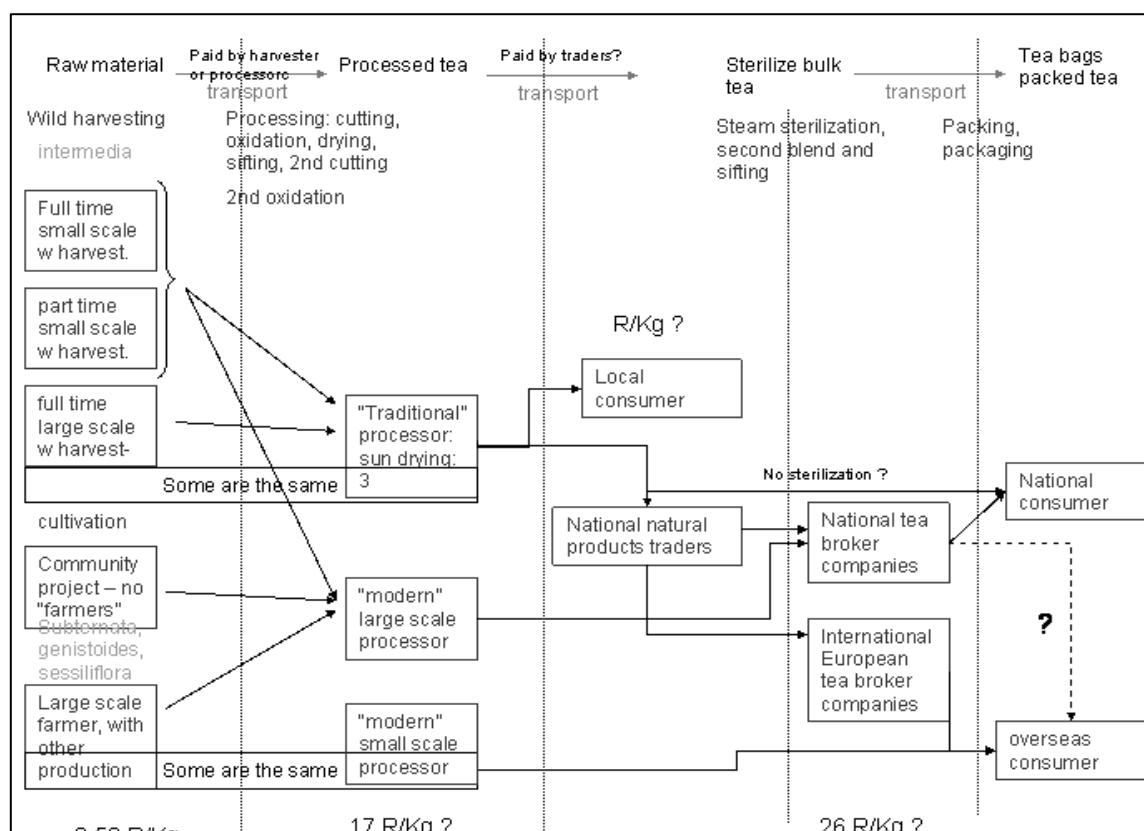 Raw material
Paid by harvester
or processorc
transport
Processed tea
Paid by traders?
transport
Sterilize bulk
tea
transport
Tea bags
packed tea
Wild harvesting
intermedia
Processing: cutting,
oxidation, drying,
sifting, 2nd cutting
2nd oxidation
Steam sterilization,
second blend and
sifting
Packing,
packaging
Full time
small scale
w harvest.
part time
small scale
w harvest.
full time
large scale
w harvest-
Some are the same
"Traditional"
processor:
sun drying:
3
R/Kg ?
Local
consumer
No sterilization ?
National
consumer
National natural
products traders
National tea
broker
companies
cultivation
Community
project – no
"farmers"
Subternata,
genistoides,
sessiliflora
"modern"
large scale
processor
International
European
tea broker
companies
?
Large scale
farmer, with
other
production
Some are the same
"modern"
small scale
processor
overseas
consumer
R/Kg
17 R/Kg ?
26 R/Kg ?